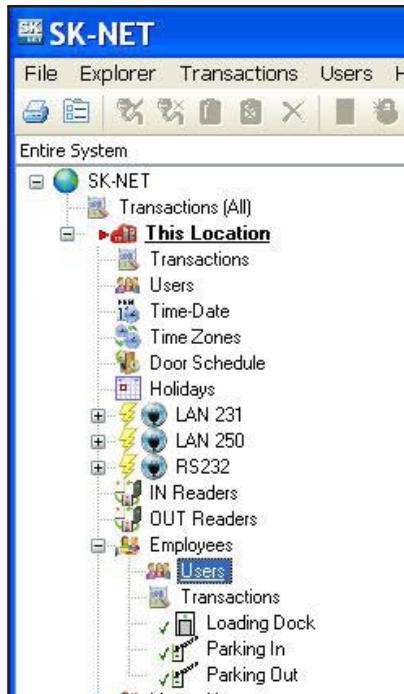 SK NET SK-NET
File Explorer Transactions Users H
Entire System
SK-NET
Transactions (All)
This Location
Transactions
Users
Time-Date
Time Zones
Door Schedule
Holidays
LAN 231
LAN 250
RS232
IN Readers
OUT Readers
Employees
Users
Transactions
Loading Dock
Parking In
Parking Out